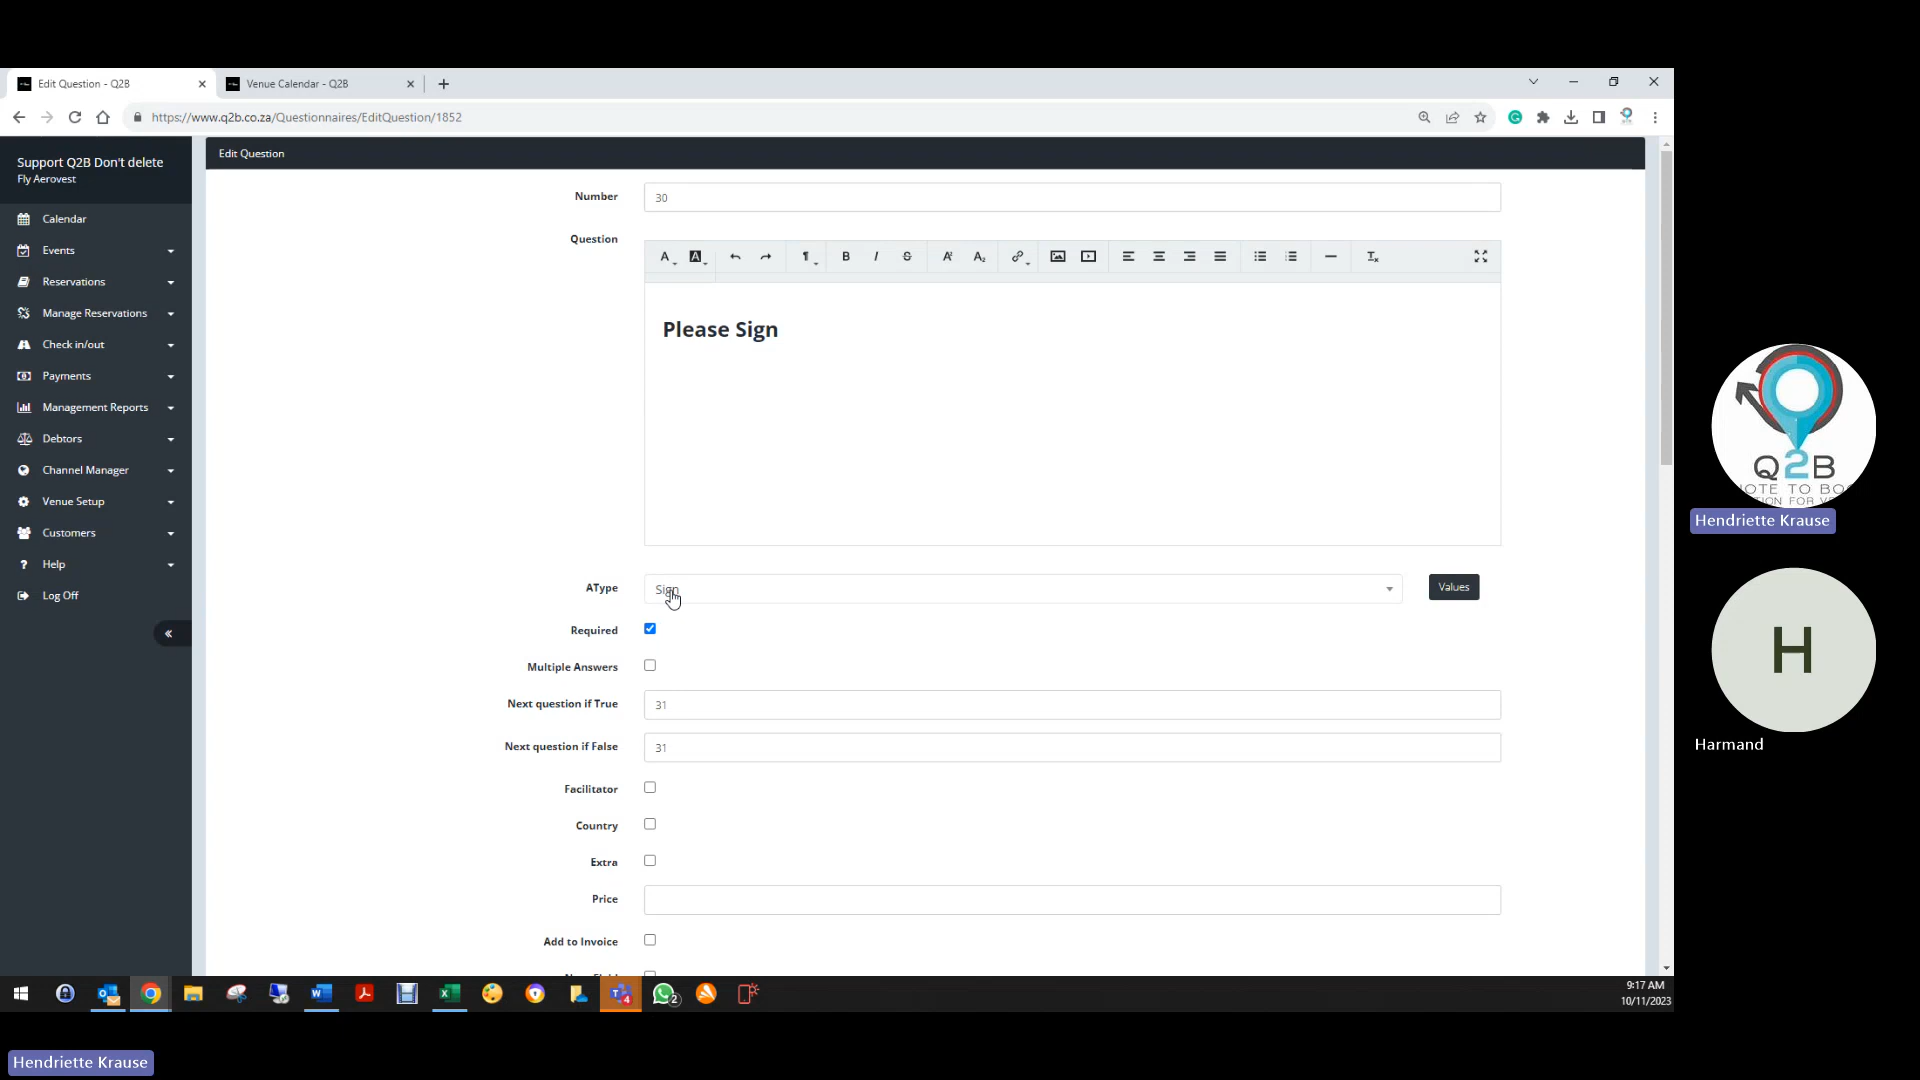 Edit Question - Q2B
Venue Calendar - Q2B
https://www.q2b.co.za/Questionnaires/EditQuestion/1852
Support Q2B Don't delete
Fly Aerovest
Calendar
Events
Reservations
Manage Reservations
Check in/out
Payments
Management Reports
Debtors
Channel Manager
Venue Setup
Customers
Help
Log Off
Edit Question
Number
30
Question
Please Sign
AType
Sign
Values
Required
Multiple Answers
Next question if True
31
Next question if False
31
Facilitator
Country
Extra
Price
Add to Invoice
9:17 AM
10/11/2023
Q2B
Hendriette Krause
H
Harmand
Hendriette Krause